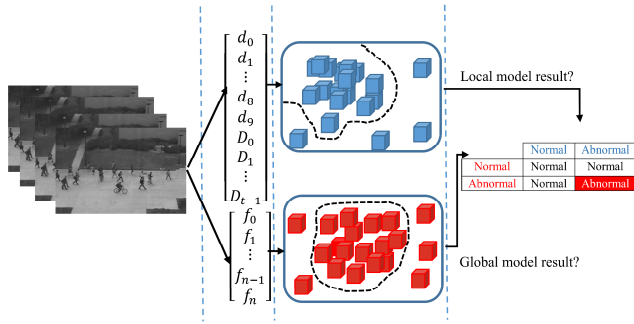 d₀
d₁
⋮
d₈
d₉
D₀
D₁
⋮
Dₜ₋₁
f₀
f₁
⋮
fₙ₋₁
fₙ
Local model result?
Normal Abnormal
Normal Normal Normal
Abnormal Normal Abnormal
Global model result?